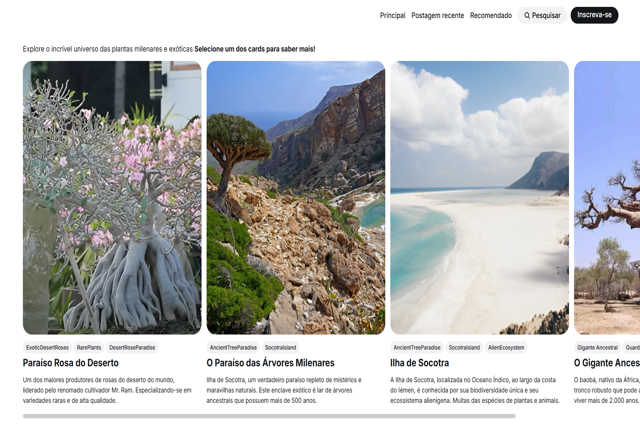 Principal Postagem recente Recomendado Pesquisar Inscreva-se
Explore o incrível universo das plantas milenares e exóticas Selecione um dos cards para saber mais!
ExoticDesertRoses RarePlants DesertRoseParadise
Paraíso Rosa do Deserto
Um dos maiores produtores de rosas do deserto do mundo,
liderado pelo renomado cultivador Mr. Ram. Especializando-se em
variedades raras e de alta qualidade.
AncientTreeParadise SocotraIsland
O Paraíso das Árvores Milenares
Ilha de Socotra, um verdadeiro paraíso repleto de mistérios e
maravilhas naturais. Este enclave exótico é lar de árvores
ancestrais que possuem mais de 500 anos.
AncientTreeParadise SocotraIsland AlienEcosystem
Ilha de Socotra
A Ilha de Socotra, localizada no Oceano Índico, ao largo da costa
do Iêmen, é conhecida por sua biodiversidade única e seu
ecossistema alienígena. Muitas das espécies de plantas e animais.
Gigante Ancestral Guard
O Gigante Ances
O baobá, nativo da África,
tronco robusto que pode a
viver mais de 2.000 anos.